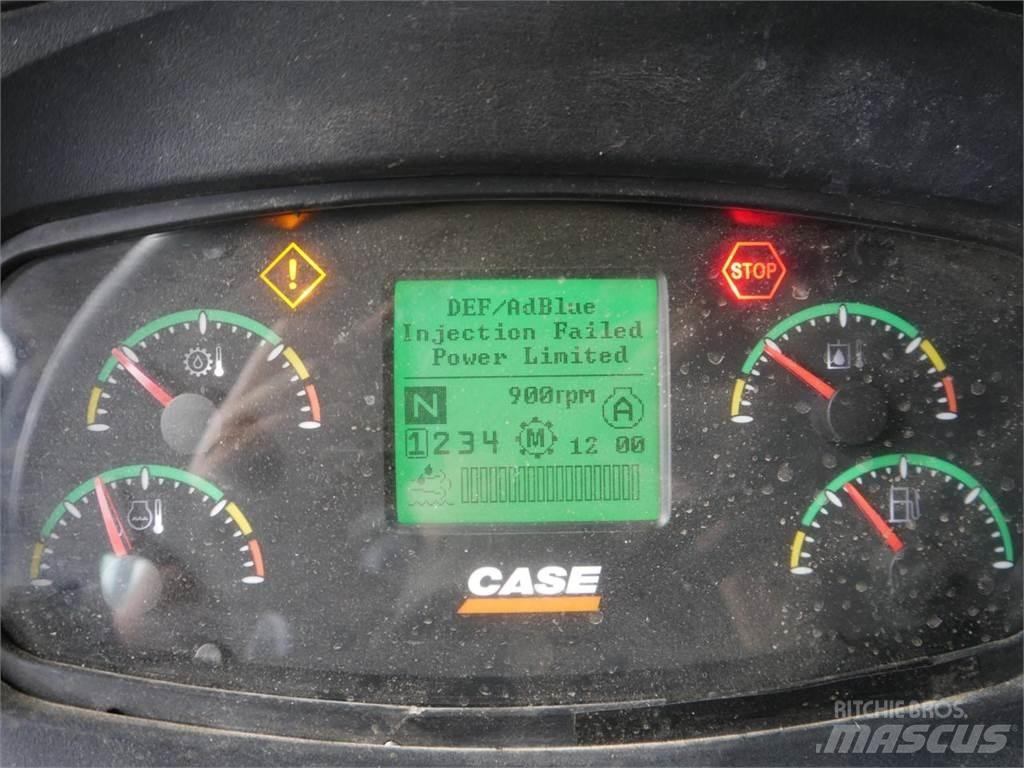 !
STOP
DEF/AdBlue
Injection Failed
Power Limited
N
900rpm
A
1234
M
12 00
CASE
RITCHIE BROS.
MASCUS